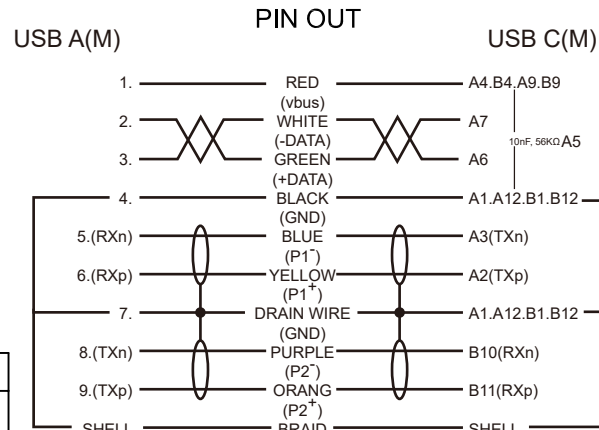 PIN OUT
USB A(M) USB C(M)
1. RED A4.B4.A9.B9
(vbus)
2. WHITE A7
(-DATA) 10nF, 56KΩ A5
3. GREEN A6
(+DATA)
4. BLACK A1.A12.B1.B12
(GND)
5.(RXn) BLUE A3(TXn)
(P1-)
6.(RXp) YELLOW A2(TXp)
(P1+)
7. DRAIN WIRE A1.A12.B1.B12
(GND)
8.(TXn) PURPLE B10(RXn)
(P2-)
9.(TXp) ORANG B11(RXp)
(P2+)
SHELL BRAID SHELL